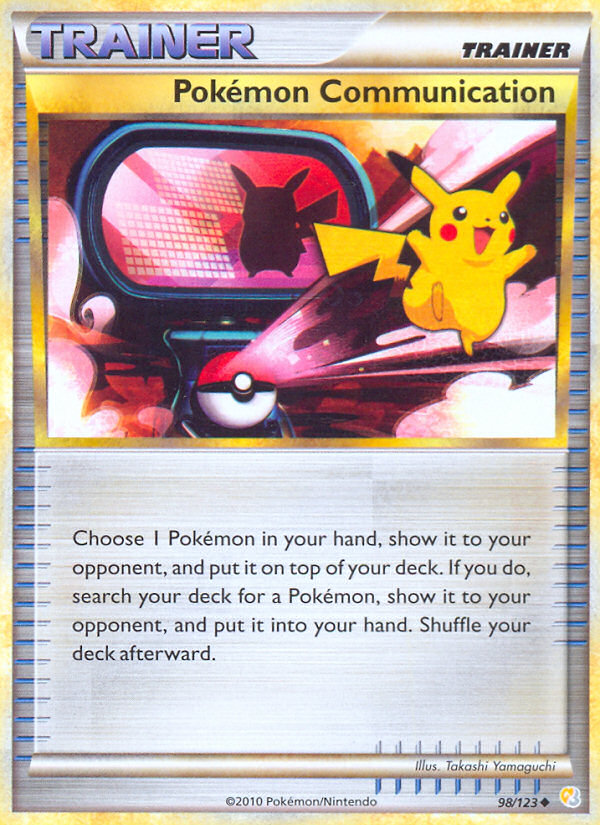 TRAINER
TRAINER
Pokémon Communication
Choose 1 Pokémon in your hand, show it to your
opponent, and put it on top of your deck. If you do,
search your deck for a Pokémon, show it to your
opponent, and put it into your hand. Shuffle your
deck afterward.
Illus. Takashi Yamaguchi
©2010 Pokémon/Nintendo
98/123